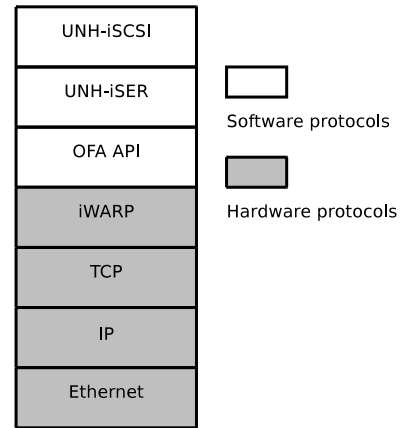 UNH-iSCSI
UNH-iSER
OFA API
iWARP
TCP
IP
Ethernet
Software protocols
Hardware protocols